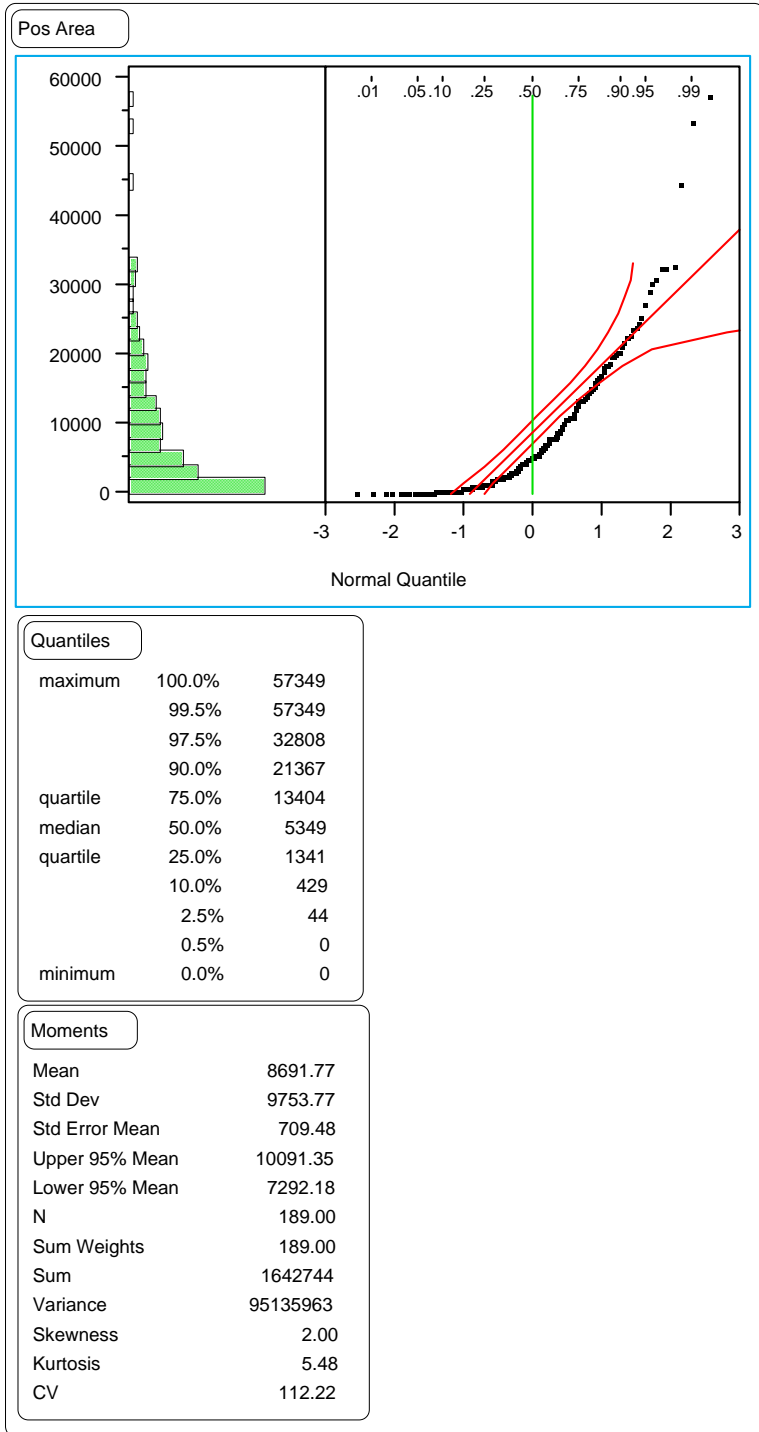 Pos Area
60000
50000
40000
30000
20000
10000
0
.01 .05 .10 .25 .50 .75 .90 .95 .99
-3 -2 -1 0 1 2 3
Normal Quantile
Quantiles
maximum 100.0% 57349
99.5% 57349
97.5% 32808
90.0% 21367
quartile 75.0% 13404
median 50.0% 5349
quartile 25.0% 1341
10.0% 429
2.5% 44
0.5% 0
minimum 0.0% 0
Moments
Mean 8691.77
Std Dev 9753.77
Std Error Mean 709.48
Upper 95% Mean 10091.35
Lower 95% Mean 7292.18
N 189.00
Sum Weights 189.00
Sum 1642744
Variance 95135963
Skewness 2.00
Kurtosis 5.48
CV 112.22